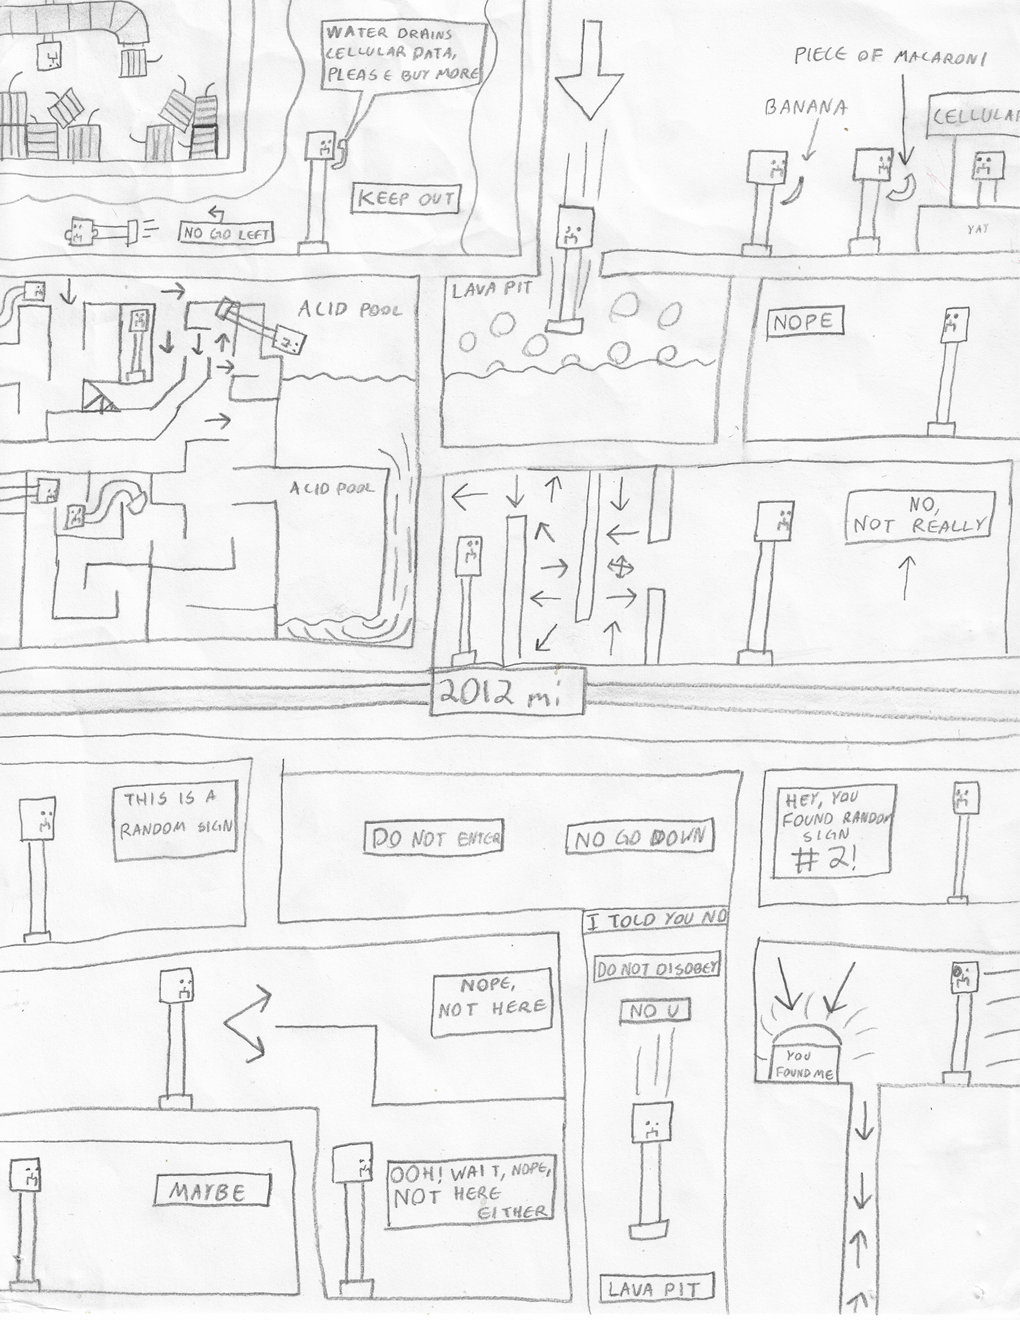 WATER DRAINS
CELLULAR DATA,
PLEASE BUY MORE
PIECE OF MACARONI
BANANA
KEEP OUT
NO GO LEFT
YAY
ACID POOL
LAVA PIT
NOPE
ACID POOL
NO,
NOT REALLY
2012 mi
THIS IS A
RANDOM SIGN
DO NOT ENTER
NO GO DOWN
HEY, YOU
FOUND RANDOM
SIGN
# 2!
I TOLD YOU NO
DO NOT DISOBEY
NO U
NOPE,
NOT HERE
YOU
FOUND ME
MAYBE
OOH! WAIT, NOPE,
NOT HERE
EITHER
LAVA PIT